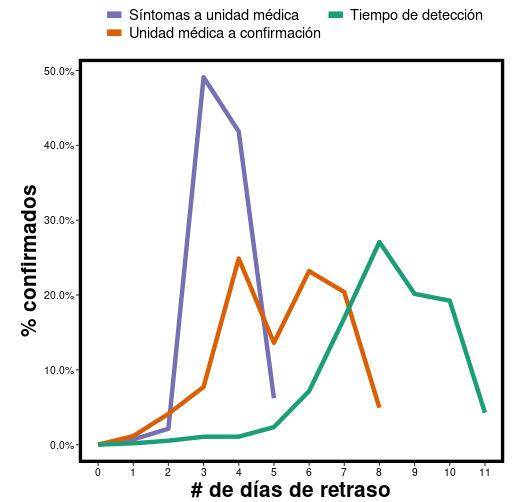 Síntomas a unidad médica
Tiempo de detección
Unidad médica a confirmación
50.0%
40.0%
30.0%
20.0%
10.0%
0.0%
% confirmados
0 1 2 3 4 5 6 7 8 9 10 11
# de días de retraso